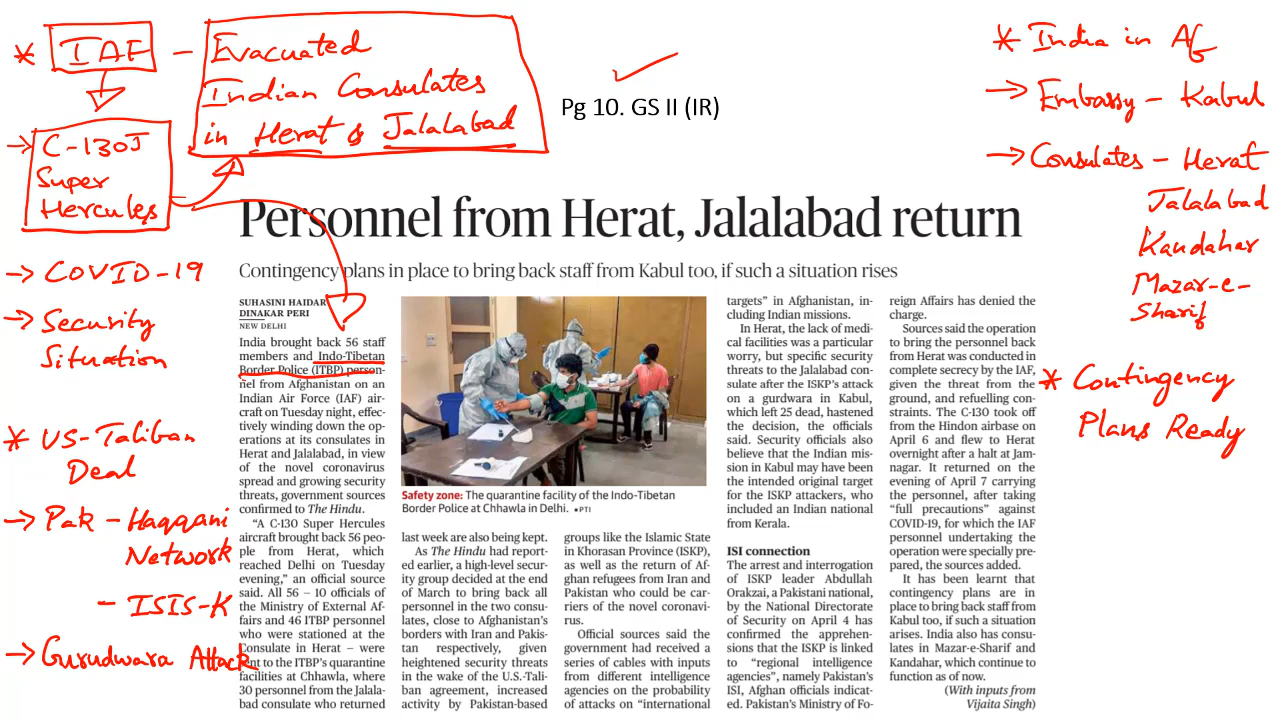 * IAF - Evacuated
Indian Consulates
in Herat & Jalalabad
→ C-130J
Super
Hercules
→ COVID-19
→ Security
Situation
* US-Taliban
Deal
→ Pak - Haqqani
Network
- ISIS-K
→ Gurudwara Attack
Pg 10. GS II (IR)
* India in Af
→ Embassy - Kabul
→ Consulates - Herat
Jalalabad
Kandahar
Mazar-e-
Sharif
* Contingency
Plans Ready
Personnel from Herat, Jalalabad return
Contingency plans in place to bring back staff from Kabul too, if such a situation rises
SUHASINI HAIDAR
DINAKAR PERI
NEW DELHI
India brought back 56 staff
members and Indo-Tibetan
Border Police (ITBP) person-
nel from Afghanistan on an
Indian Air Force (IAF) air-
craft on Tuesday night, effec-
tively winding down the op-
erations at its consulates in
Herat and Jalalabad, in view
of the novel coronavirus
spread and growing security
threats, government sources
confirmed to The Hindu.
"A C-130 Super Hercules
aircraft brought back 56 peo-
ple from Herat, which
reached Delhi on Tuesday
evening," an official source
said. All 56 – 10 officials of
the Ministry of External Af-
fairs and 46 ITBP personnel
who were stationed at the
Consulate in Herat – were
sent to the ITBP's quarantine
facilities at Chhawla, where
30 personnel from the Jalala-
bad consulate who returned
Safety zone: The quarantine facility of the Indo-Tibetan
Border Police at Chhawla in Delhi. •PTI
last week are also being kept.
As The Hindu had report-
ed earlier, a high-level secur-
ity group decided at the end
of March to bring back all
personnel in the two consu-
lates, close to Afghanistan's
borders with Iran and Pakis-
tan respectively, given
heightened security threats
in the wake of the U.S.-Tali-
ban agreement, increased
activity by Pakistan-based
groups like the Islamic State
in Khorasan Province (ISKP),
as well as the return of Af-
ghan refugees from Iran and
Pakistan who could be car-
riers of the novel coronavi-
rus.
Official sources said the
government had received a
series of cables with inputs
from different intelligence
agencies on the probability
of attacks on "international
targets" in Afghanistan, in-
cluding Indian missions.
In Herat, the lack of medi-
cal facilities was a particular
worry, but specific security
threats to the Jalalabad con-
sulate after the ISKP's attack
on a gurdwara in Kabul,
which left 25 dead, hastened
the decision, the officials
said. Security officials also
believe that the Indian mis-
sion in Kabul may have been
the intended original target
for the ISKP attackers, who
included an Indian national
from Kerala.
ISI connection
The arrest and interrogation
of ISKP leader Abdullah
Orakzai, a Pakistani national,
by the National Directorate
of Security on April 4 has
confirmed the apprehen-
sions that the ISKP is linked
to "regional intelligence
agencies", namely Pakistan's
ISI, Afghan officials indicat-
ed. Pakistan's Ministry of Fo-
reign Affairs has denied the
charge.
Sources said the operation
to bring the personnel back
from Herat was conducted in
complete secrecy by the IAF,
given the threat from the
ground, and refuelling con-
straints. The C-130 took off
from the Hindon airbase on
April 6 and flew to Herat
overnight after a halt at Jam-
nagar. It returned on the
evening of April 7 carrying
the personnel, after taking
"full precautions" against
COVID-19, for which the IAF
personnel undertaking the
operation were specially pre-
pared, the sources added.
It has been learnt that
contingency plans are in
place to bring back staff from
Kabul too, if such a situation
arises. India also has consu-
lates in Mazar-e-Sharif and
Kandahar, which continue to
function as of now.
(With inputs from
Vijaita Singh)